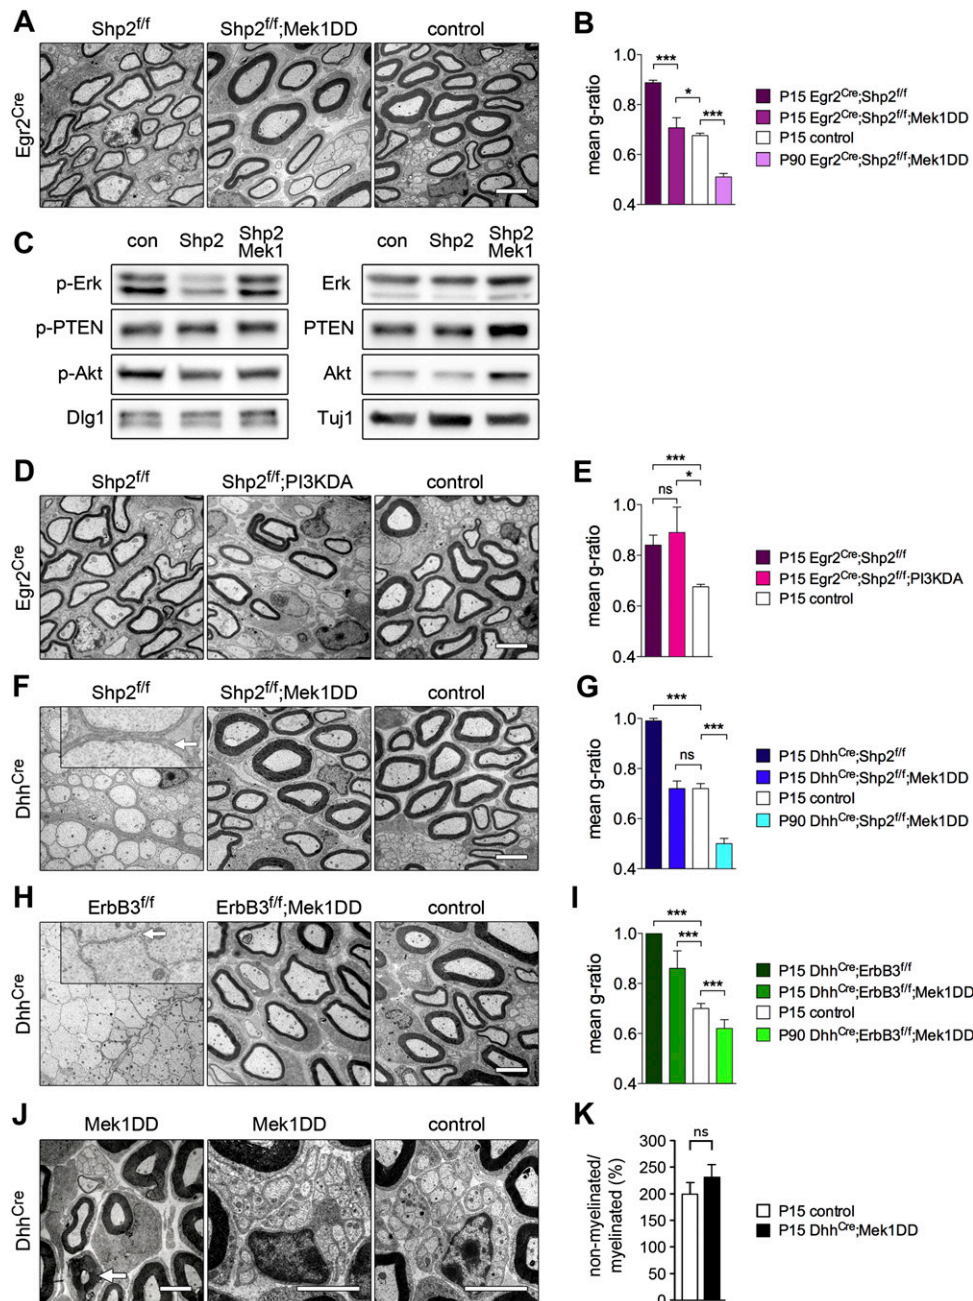 A
Shp2f/f
Shp2f/f;Mek1DD
control
Egr2Cre
B
mean g-ratio
1.0
0.8
0.6
0.4
***
*
***
P15 Egr2Cre;Shp2f/f
P15 Egr2Cre;Shp2f/f;Mek1DD
P15 control
P90 Egr2Cre;Shp2f/f;Mek1DD
C
con
Shp2
Shp2
Mek1
p-Erk
p-PTEN
p-Akt
Dlg1
con
Shp2
Shp2
Mek1
Erk
PTEN
Akt
Tuj1
D
Shp2f/f
Shp2f/f;PI3KDA
control
Egr2Cre
E
mean g-ratio
1.0
0.8
0.6
0.4
***
ns
*
P15 Egr2Cre;Shp2f/f
P15 Egr2Cre;Shp2f/f;PI3KDA
P15 control
F
Shp2f/f
Shp2f/f;Mek1DD
control
DhhCre
G
mean g-ratio
1.0
0.8
0.6
0.4
***
***
ns
P15 DhhCre;Shp2f/f
P15 DhhCre;Shp2f/f;Mek1DD
P15 control
P90 DhhCre;Shp2f/f;Mek1DD
H
ErbB3f/f
ErbB3f/f;Mek1DD
control
DhhCre
I
mean g-ratio
1.0
0.8
0.6
0.4
***
***
***
P15 DhhCre;ErbB3f/f
P15 DhhCre;ErbB3f/f;Mek1DD
P15 control
P90 DhhCre;ErbB3f/f;Mek1DD
J
Mek1DD
Mek1DD
control
DhhCre
K
non-myelinated/
myelinated (%)
300
250
200
150
100
50
0
ns
P15 control
P15 DhhCre;Mek1DD